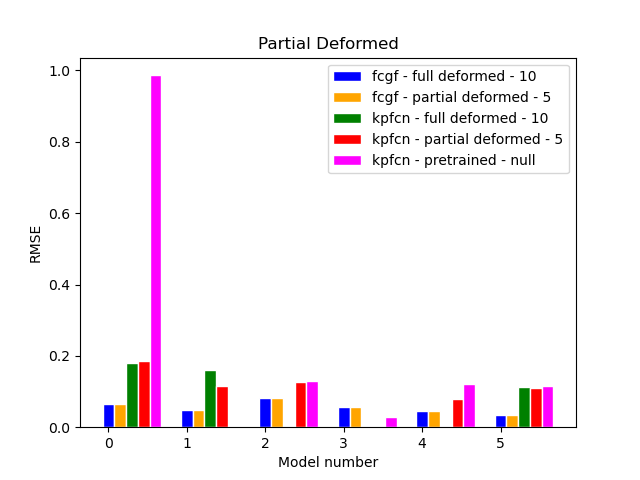 Partial Deformed
fcgf - full deformed - 10
fcgf - partial deformed - 5
kpfcn - full deformed - 10
kpfcn - partial deformed - 5
kpfcn - pretrained - null
RMSE
1.0
0.8
0.6
0.4
0.2
0.0
0 1 2 3 4 5
Model number